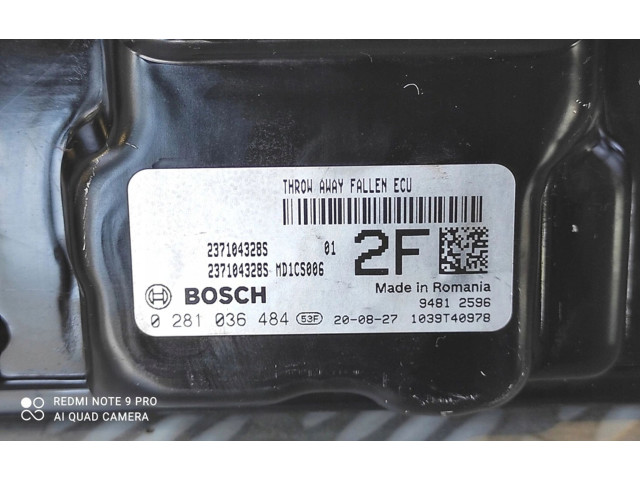 THROW AWAY FALLEN ECU
237104328S 01
237104328S MD1CS006
2F
Made in Romania
BOSCH
9481 2596
0 281 036 484 53F 20-08-27 1039T40978
REDMI NOTE 9 PRO
AI QUAD CAMERA